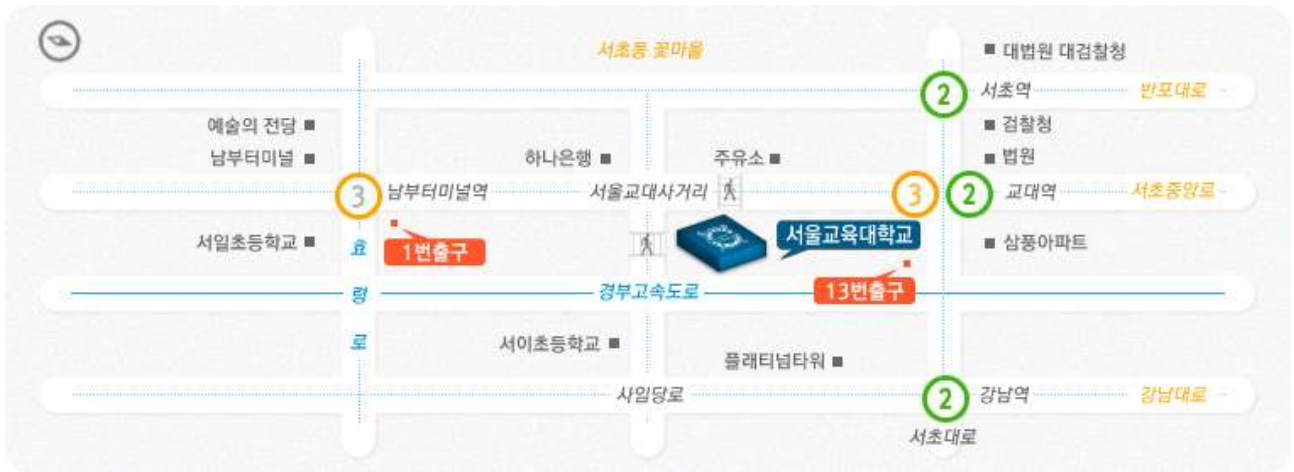 서초동 꽃마을
대법원 대검찰청
2 서초역 반포대로
예술의 전당
검찰청
남부터미널
하나은행
주유소
법원
3 남부터미널역
서울교대사거리
3 2 교대역 서초중앙로
서일초등학교
효령로
1번출구
서울교육대학교
삼풍아파트
13번출구
경부고속도로
서이초등학교
플래티넘타워
사임당로
2 강남역 강남대로
서초대로